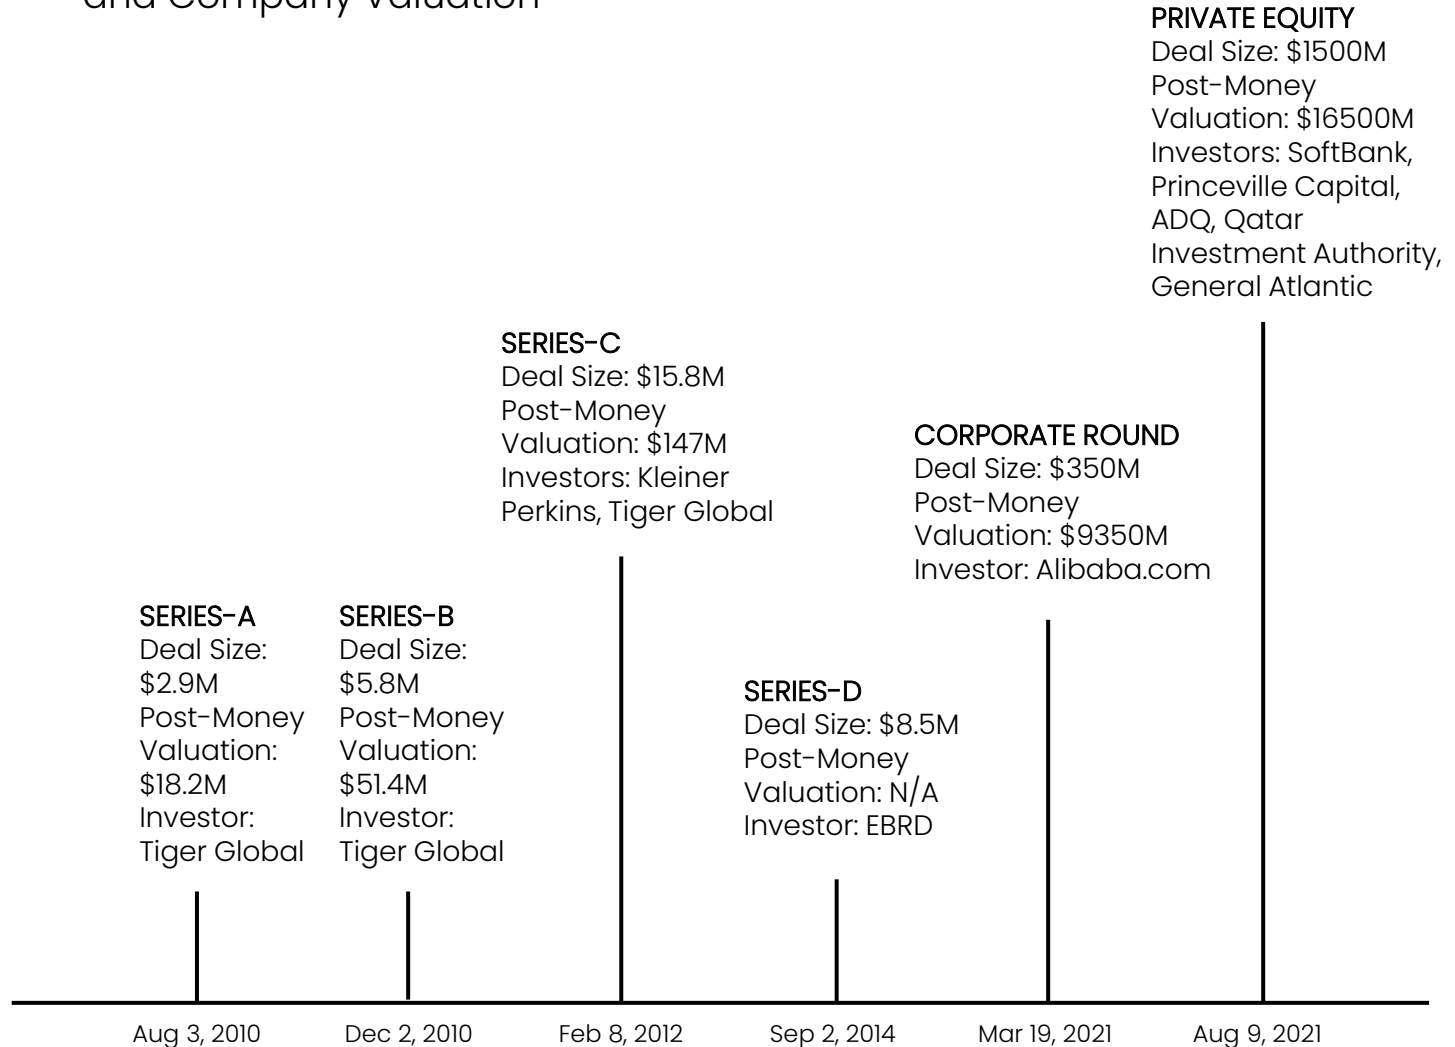 and Company Valuation
PRIVATE EQUITY
Deal Size: $1500M
Post-Money
Valuation: $16500M
Investors: SoftBank,
Princeville Capital,
ADQ, Qatar
Investment Authority,
General Atlantic
SERIES-C
Deal Size: $15.8M
Post-Money
Valuation: $147M
Investors: Kleiner
Perkins, Tiger Global
CORPORATE ROUND
Deal Size: $350M
Post-Money
Valuation: $9350M
Investor: Alibaba.com
SERIES-A
Deal Size:
$2.9M
Post-Money
Valuation:
$18.2M
Investor:
Tiger Global
SERIES-B
Deal Size:
$5.8M
Post-Money
Valuation:
$51.4M
Investor:
Tiger Global
SERIES-D
Deal Size: $8.5M
Post-Money
Valuation: N/A
Investor: EBRD
Aug 3, 2010
Dec 2, 2010
Feb 8, 2012
Sep 2, 2014
Mar 19, 2021
Aug 9, 2021